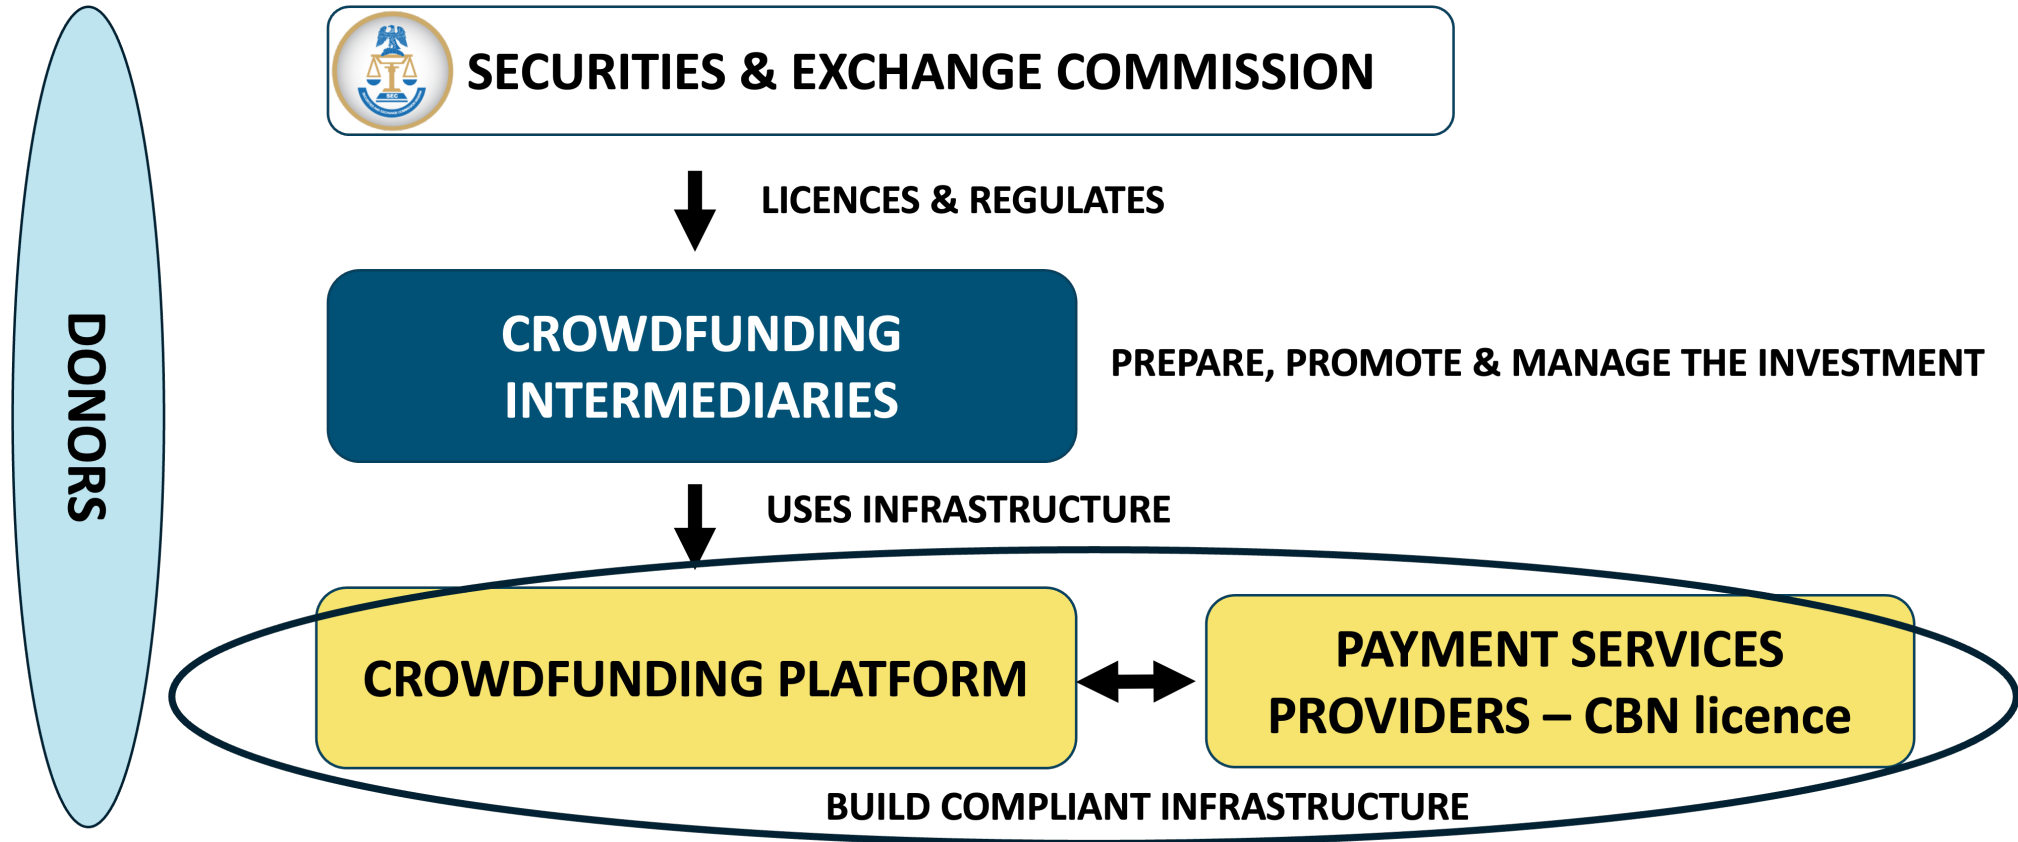 SECURITIES & EXCHANGE COMMISSION
SEC
LICENCES & REGULATES
CROWDFUNDING
INTERMEDIARIES
PREPARE, PROMOTE & MANAGE THE INVESTMENT
DONORS
USES INFRASTRUCTURE
CROWDFUNDING PLATFORM
PAYMENT SERVICES
PROVIDERS – CBN licence
BUILD COMPLIANT INFRASTRUCTURE